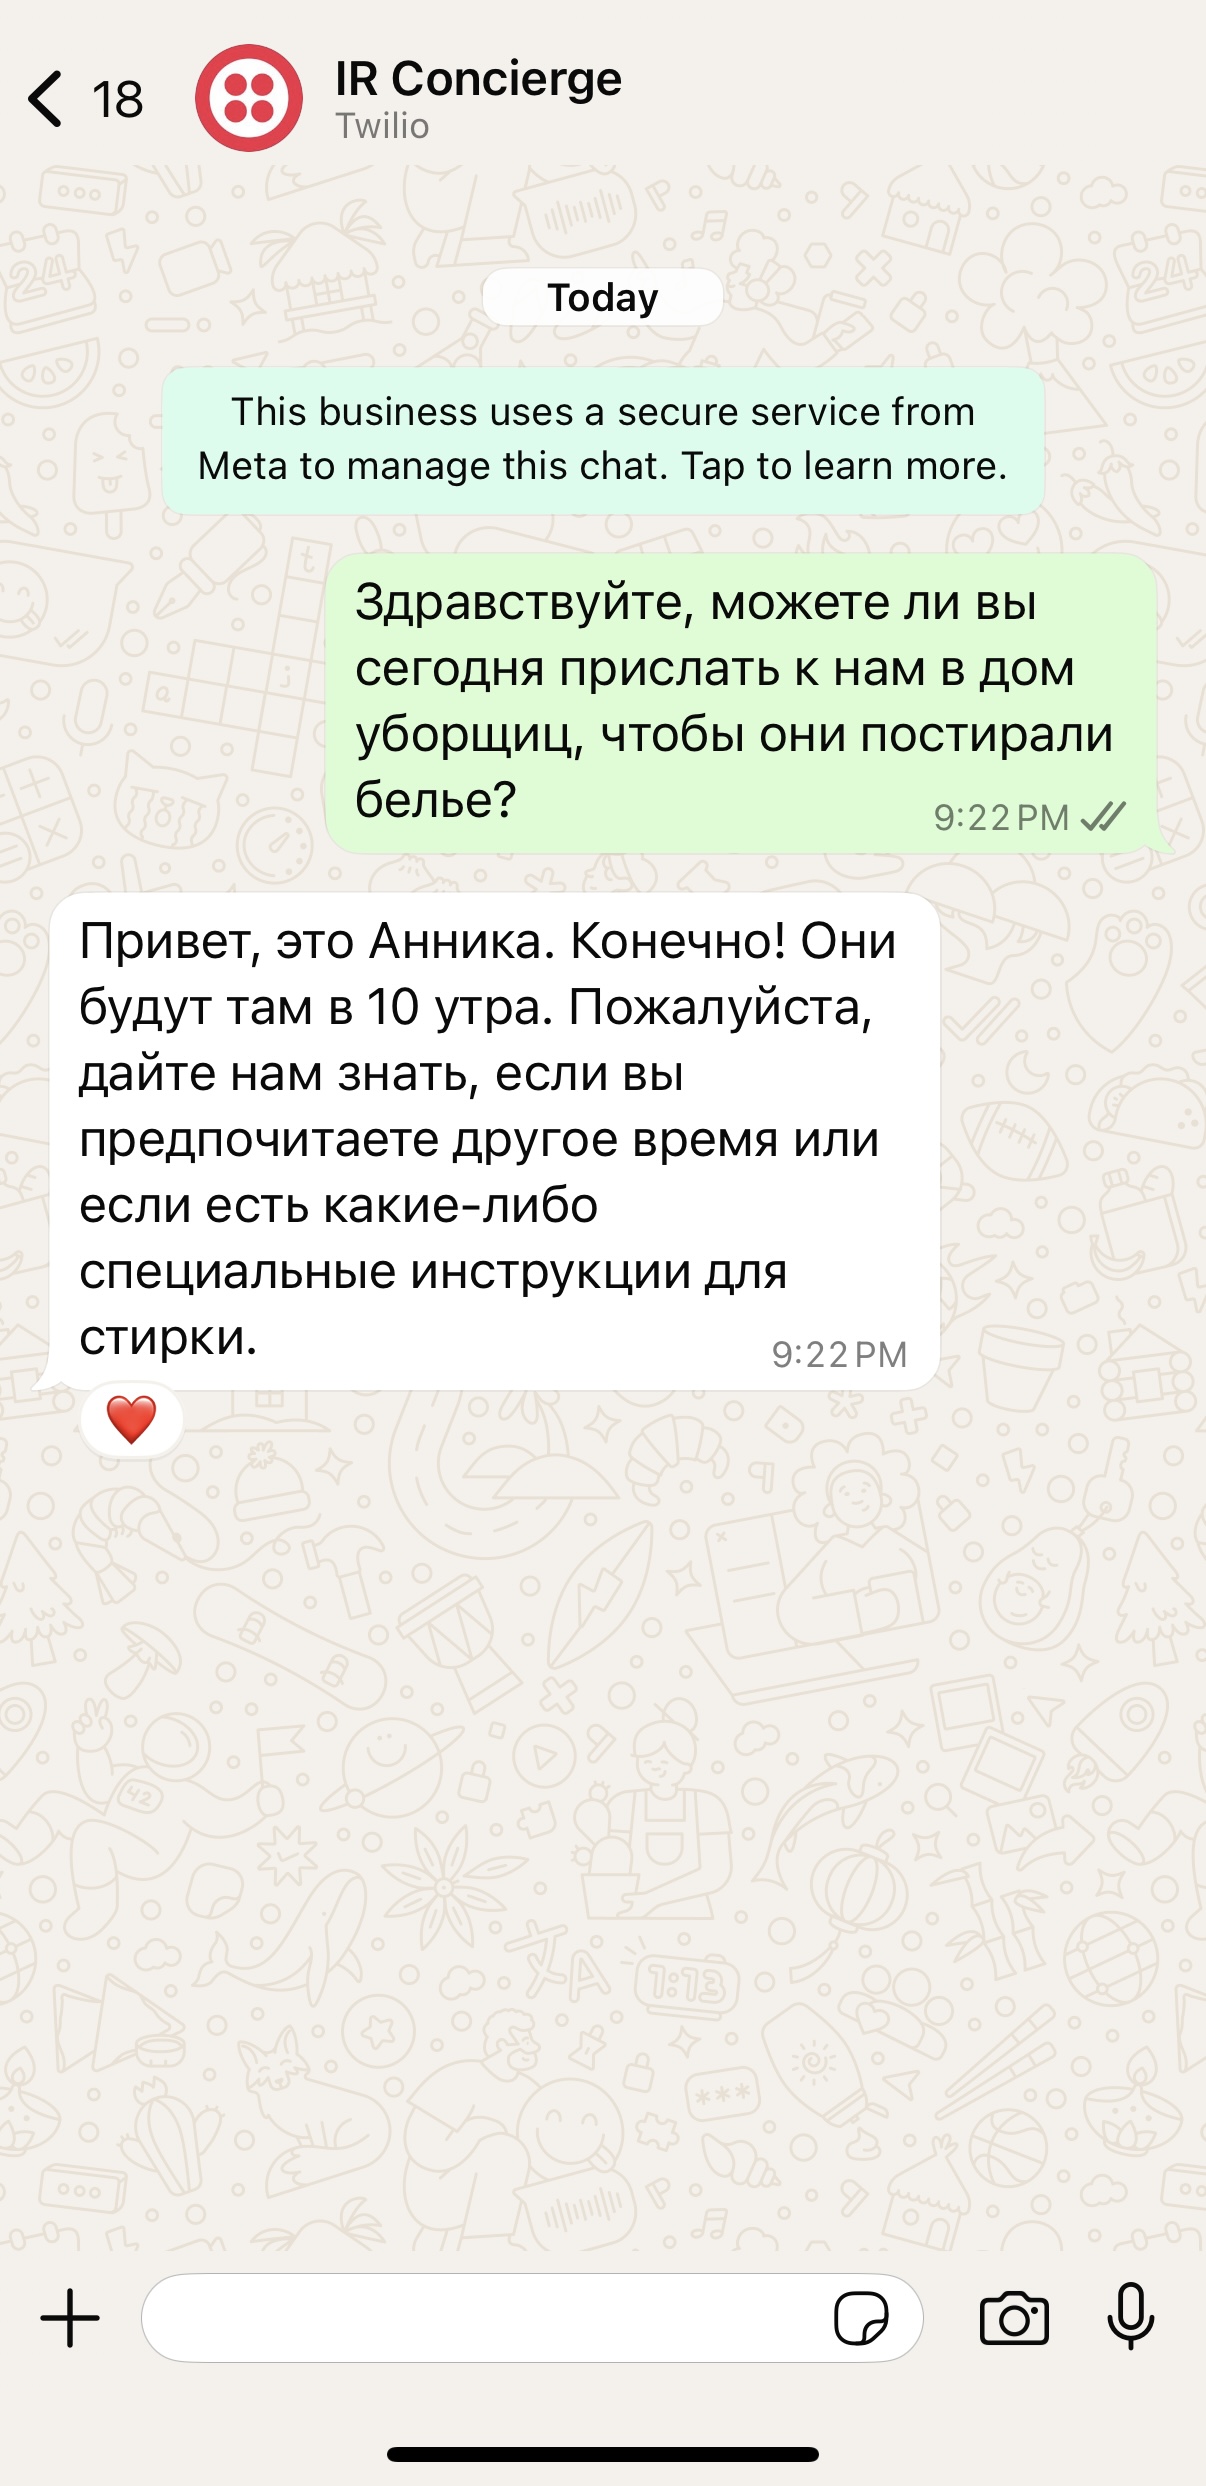 18
IR Concierge
Twilio
Today
This business uses a secure service from
Meta to manage this chat. Tap to learn more.
Здравствуйте, можете ли вы
сегодня прислать к нам в дом
уборщиц, чтобы они постирали
белье?
9:22 PM
Привет, это Анника. Конечно! Они
будут там в 10 утра. Пожалуйста,
дайте нам знать, если вы
предпочитаете другое время или
если есть какие-либо
специальные инструкции для
стирки.
9:22 PM